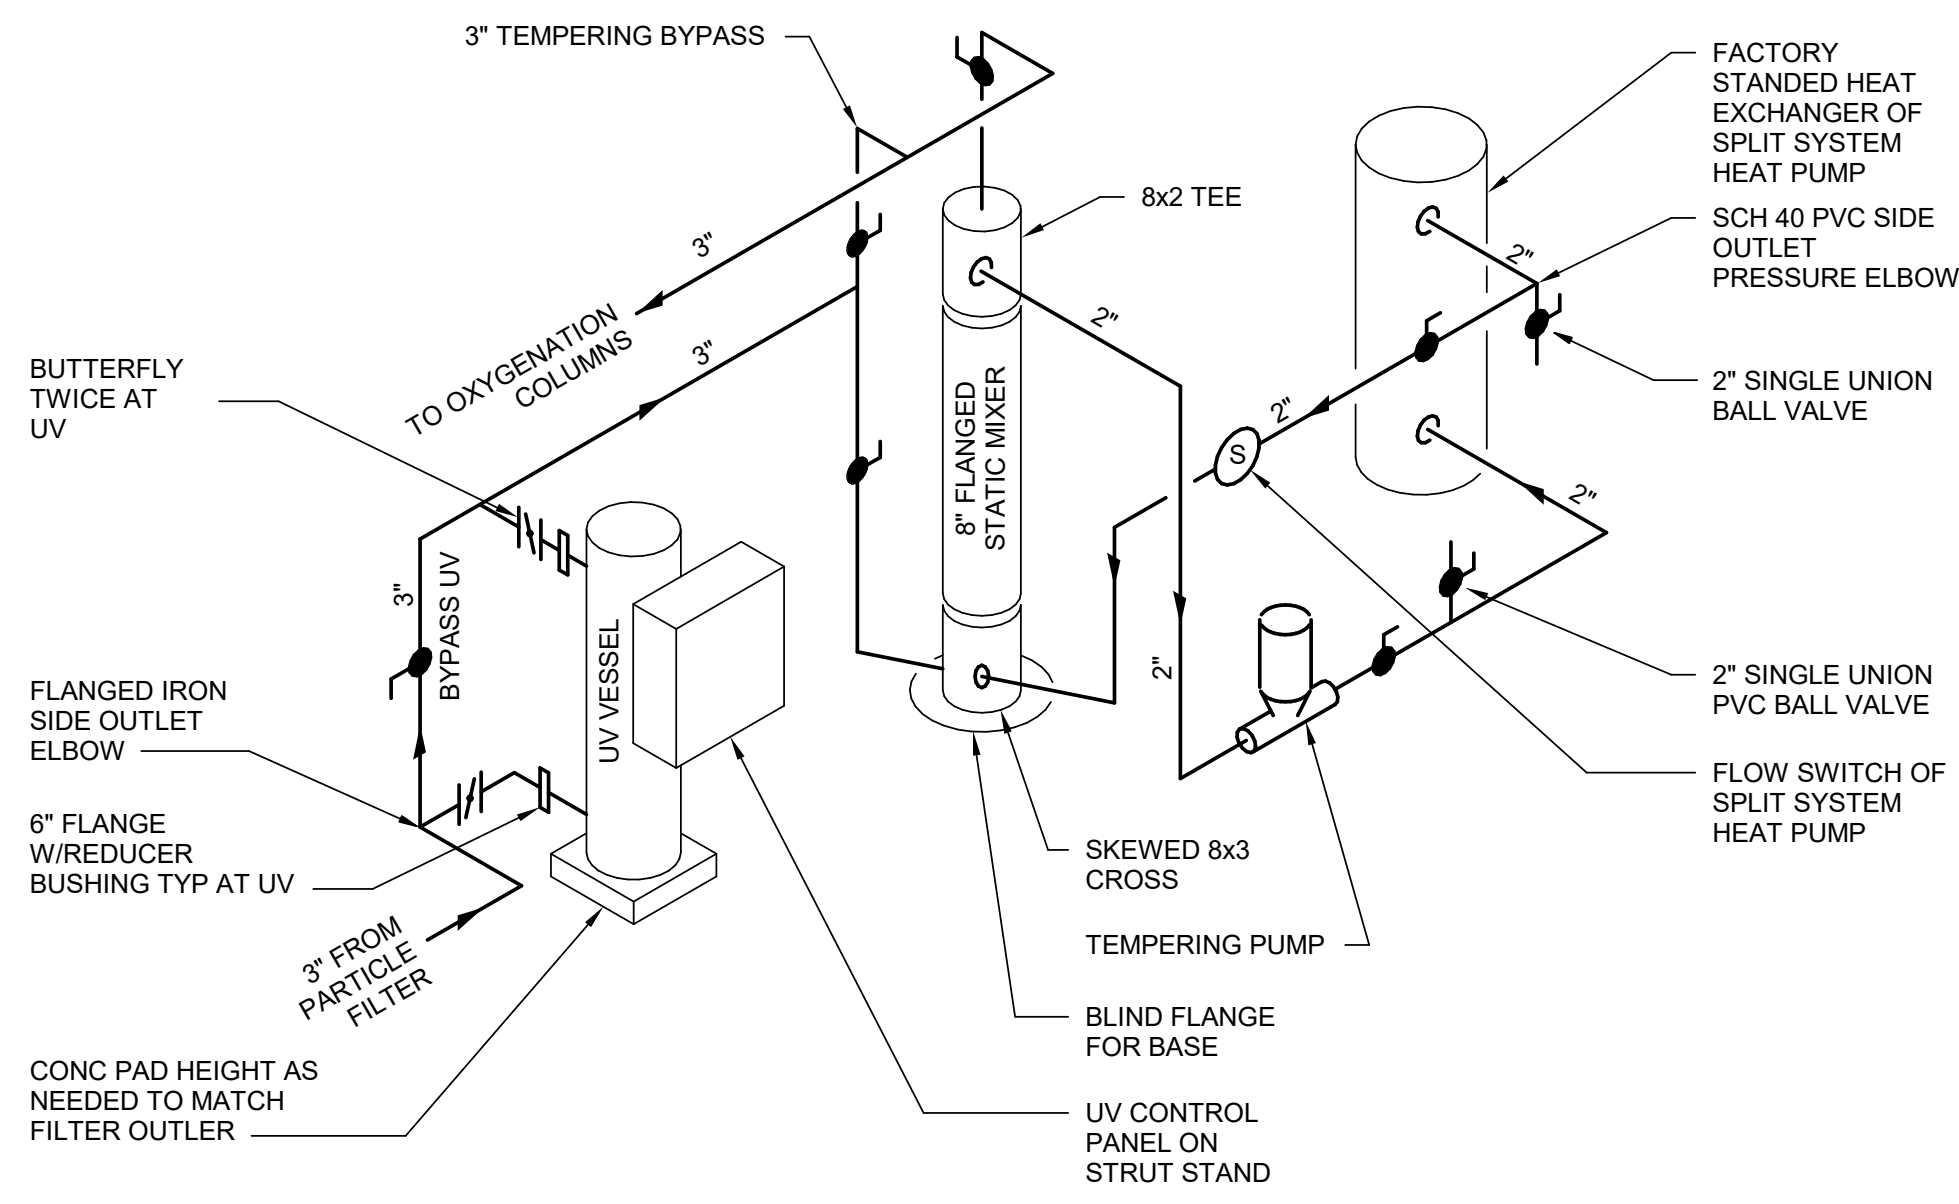 3" TEMPERING BYPASS
FACTORY
STANDED HEAT
EXCHANGER OF
SPLIT SYSTEM
HEAT PUMP
8x2 TEE
SCH 40 PVC SIDE
OUTLET
PRESSURE ELBOW
3"
2"
TO OXYGENATION
COLUMNS
3"
2"
BUTTERFLY
TWICE AT
UV
2" SINGLE UNION
BALL VALVE
8" FLANGED
STATIC MIXER
2"
S
2"
3"
BYPASS UV
UV VESSEL
2"
FLANGED IRON
SIDE OUTLET
ELBOW
2" SINGLE UNION
PVC BALL VALVE
6" FLANGE
W/REDUCER
BUSHING TYP AT UV
FLOW SWITCH OF
SPLIT SYSTEM
HEAT PUMP
SKEWED 8x3
CROSS
3" FROM
PARTICLE
FILTER
TEMPERING PUMP
BLIND FLANGE
FOR BASE
CONC PAD HEIGHT AS
NEEDED TO MATCH
FILTER OUTLER
UV CONTROL
PANEL ON
STRUT STAND